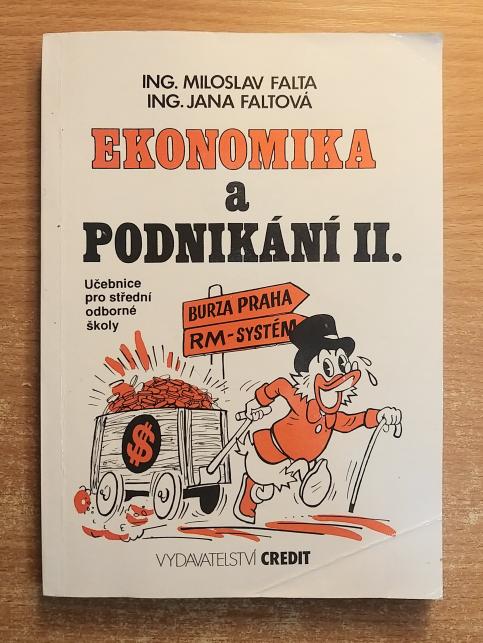 ING. MILOSLAV FALTA
ING. JANA FALTOVÁ
EKONOMIKA
a
PODNIKÁNÍ II.
Učebnice
pro střední
odborné
školy
BURZA PRAHA
RM-SYSTÉM
$
VYDAVATELSTVÍ CREDIT